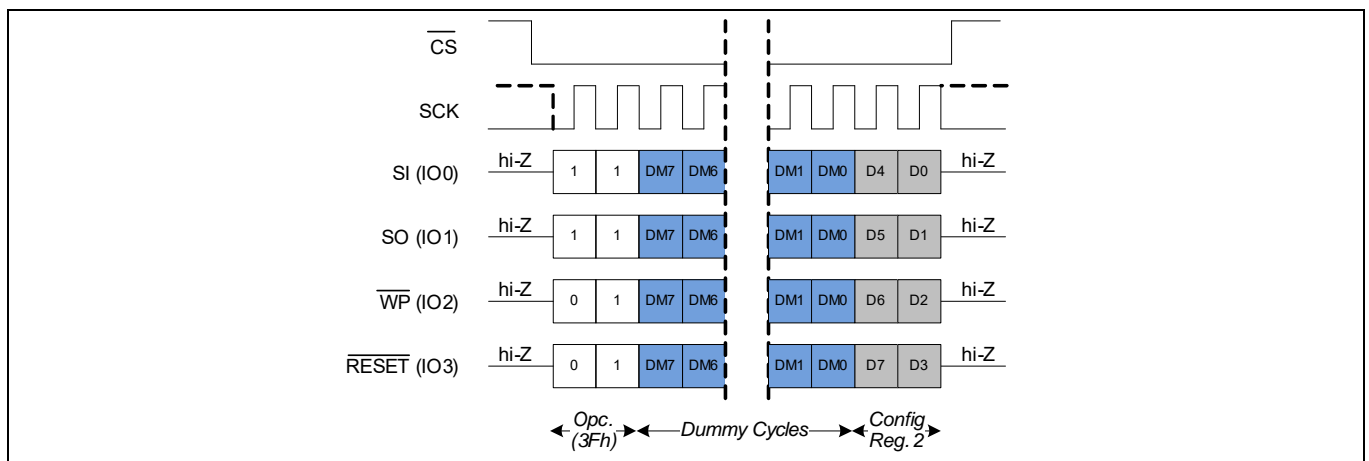 CS
SCK
SI (IO0) hi-Z 1 1 DM7 DM6 DM1 DM0 D4 D0 hi-Z
SO (IO1) hi-Z 1 1 DM7 DM6 DM1 DM0 D5 D1 hi-Z
WP (IO2) hi-Z 0 1 DM7 DM6 DM1 DM0 D6 D2 hi-Z
RESET (IO3) hi-Z 0 1 DM7 DM6 DM1 DM0 D7 D3 hi-Z
Opc. (3Fh) Dummy Cycles Config Reg. 2